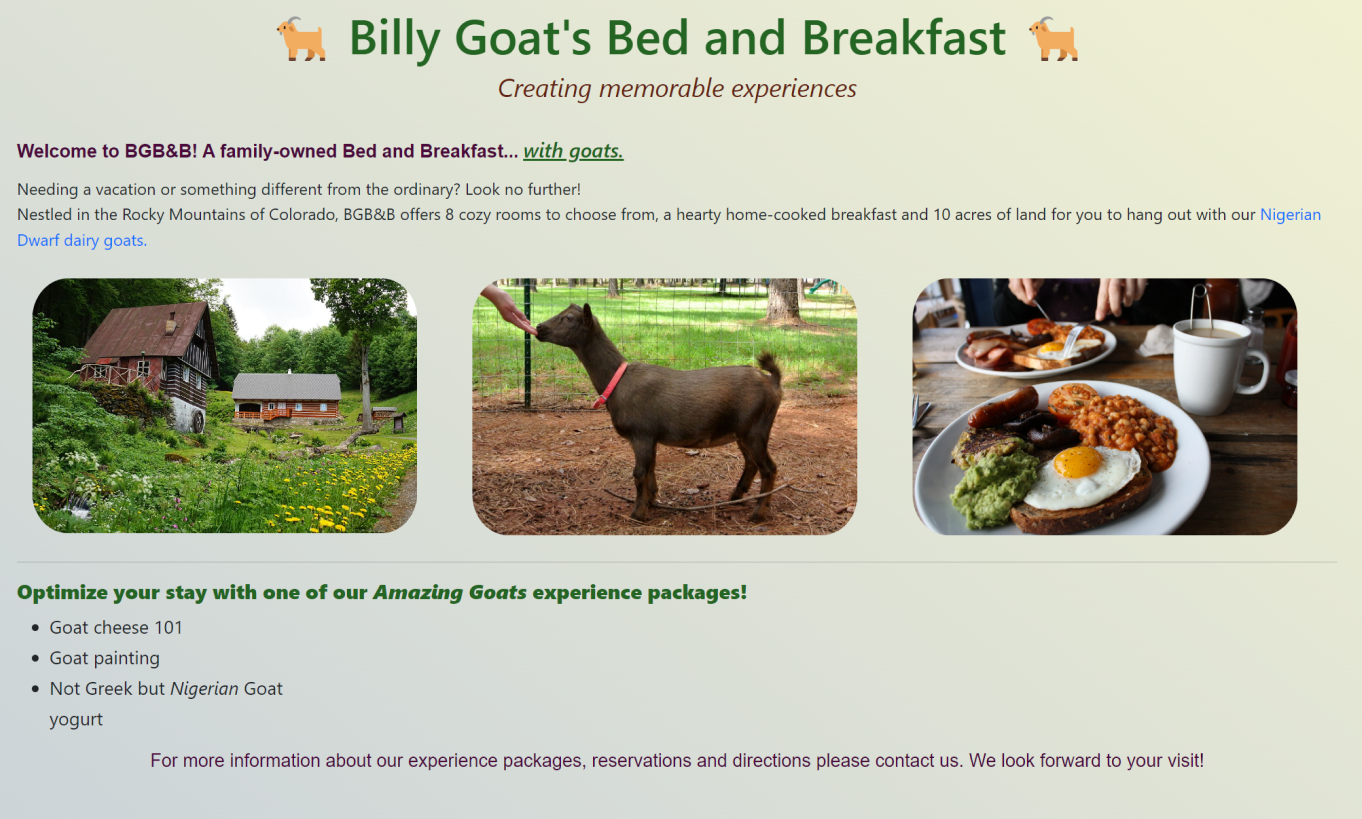 Billy Goat's Bed and Breakfast
Creating memorable experiences
Welcome to BGB&B! A family-owned Bed and Breakfast... with goats.
Needing a vacation or something different from the ordinary? Look no further!
Nestled in the Rocky Mountains of Colorado, BGB&B offers 8 cozy rooms to choose from, a hearty home-cooked breakfast and 10 acres of land for you to hang out with our Nigerian
Dwarf dairy goats.
Optimize your stay with one of our Amazing Goats experience packages!
Goat cheese 101
Goat painting
Not Greek but Nigerian Goat
yogurt
For more information about our experience packages, reservations and directions please contact us. We look forward to your visit!